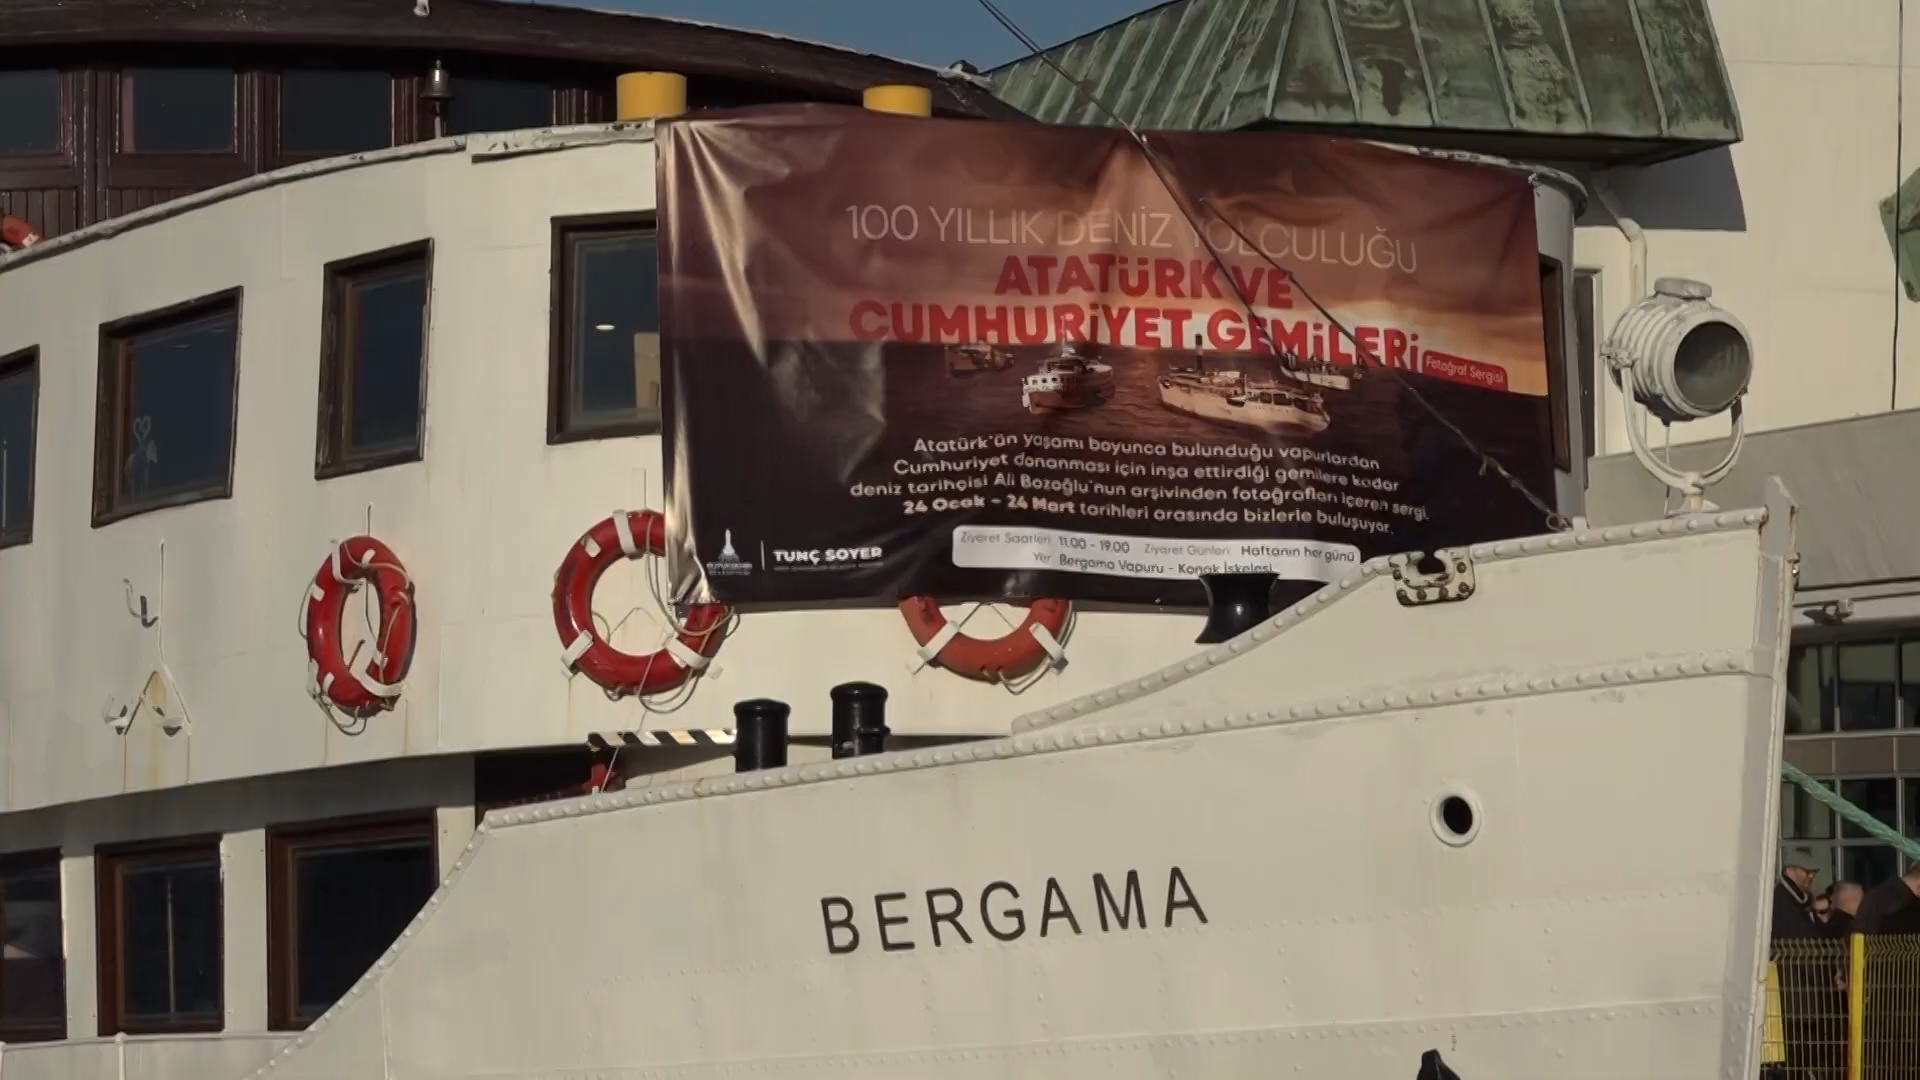 100 YILLIK DENİZ YOLCULUĞU
ATATÜRK VE
CUMHURİYET GEMİLERİ
Fotoğraf Sergisi
Atatürk'ün yaşamı boyunca bulunduğu vapurlardan
Cumhuriyet donanması için inşa ettirdiği gemilere kadar
deniz tarihçisi Ali Bozoğlu'nun arşivinden fotoğrafları içeren sergi,
24 Ocak - 24 Mart tarihleri arasında bizlerle buluşuyor.
TUNÇ SOYER
Ziyaret Saatleri: 11.00 - 19.00 Ziyaret Günleri: Haftanın her günü
Yer: Bergama Vapuru - Konak İskelesi
BERGAMA